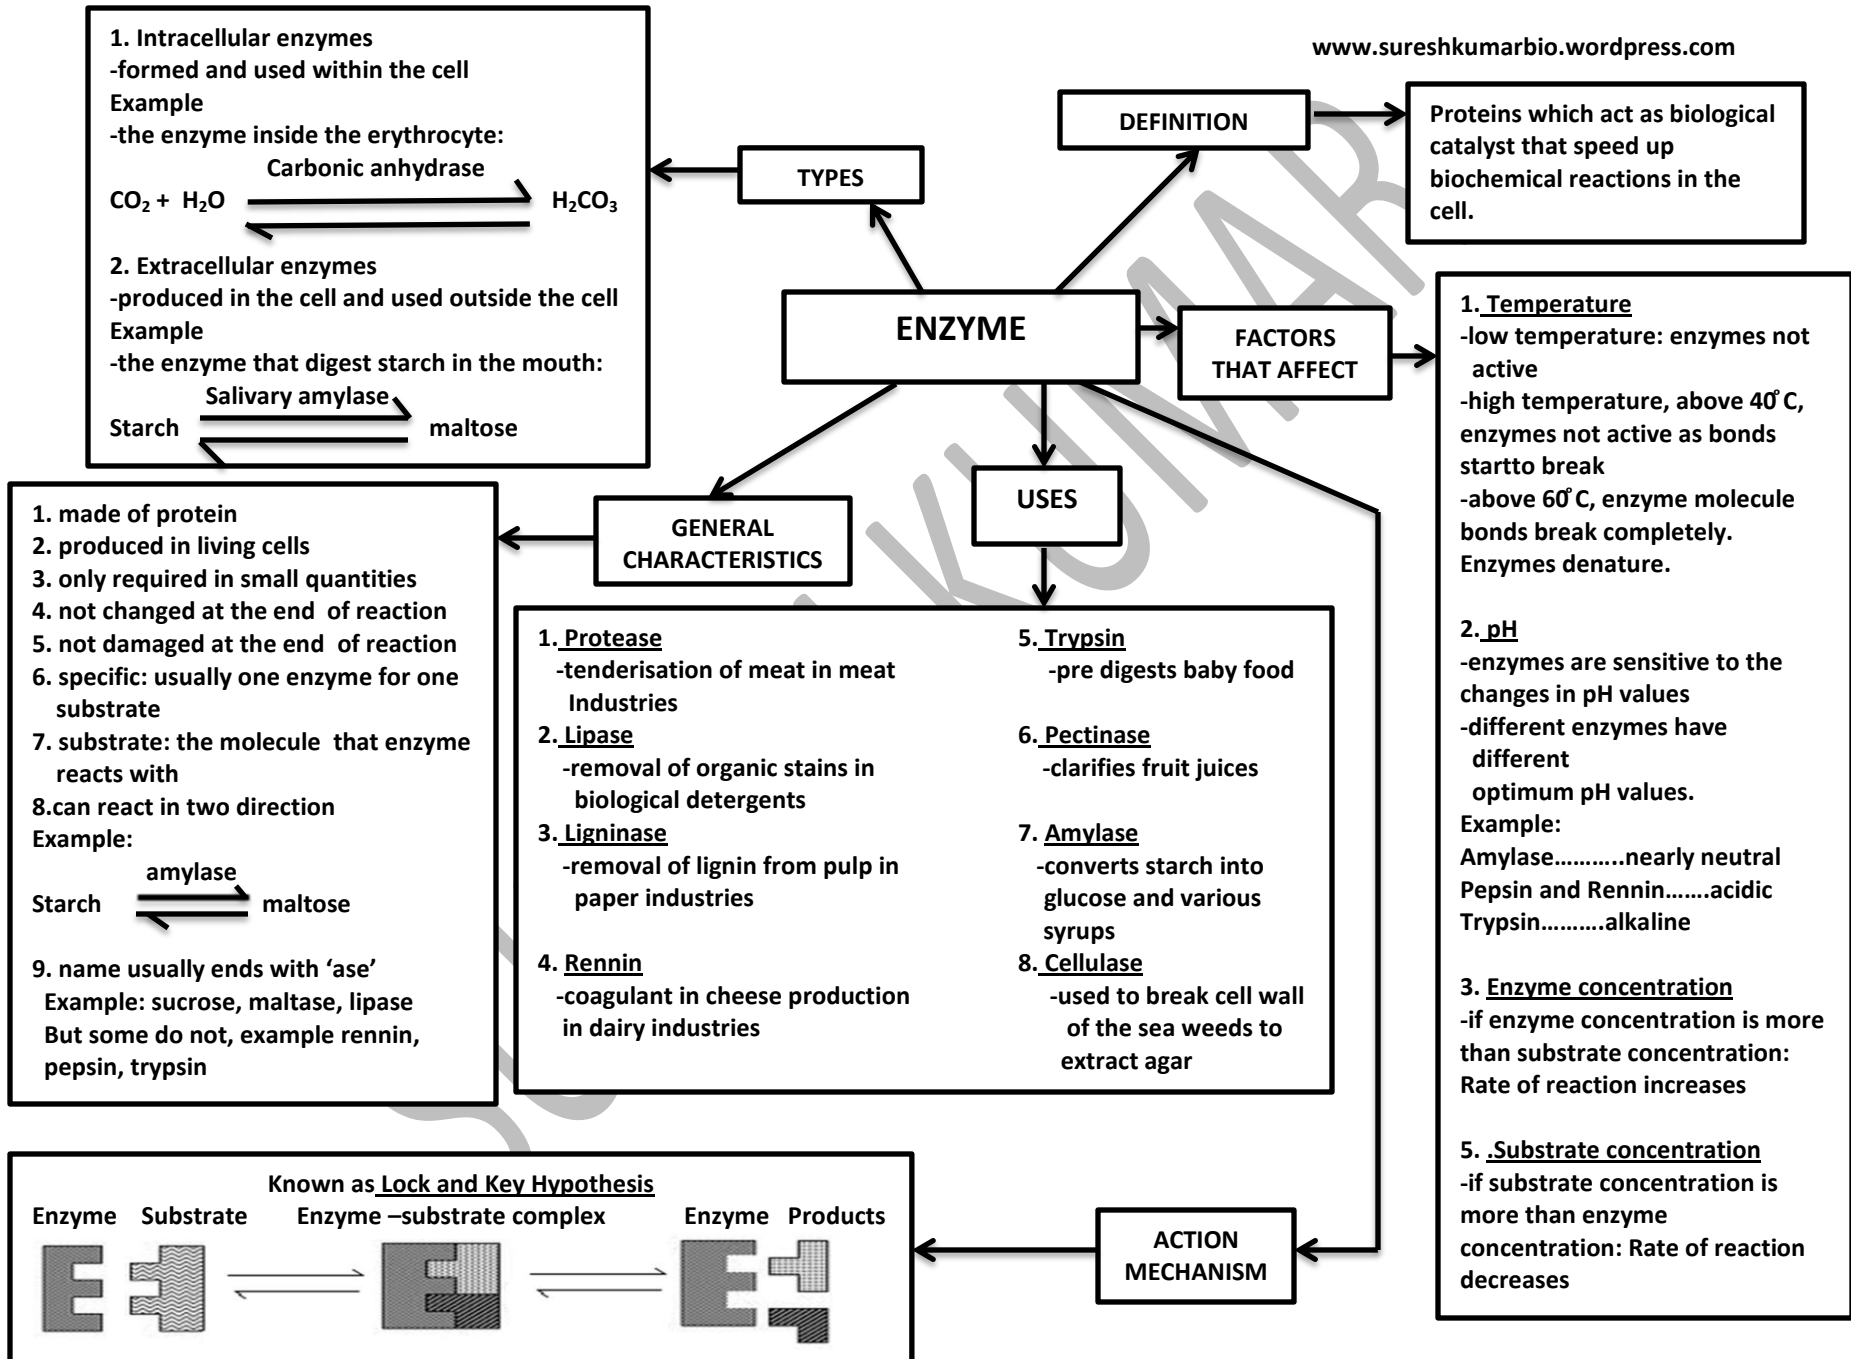 www.sureshkumarbio.wordpress.com
1. Intracellular enzymes
-formed and used within the cell
Example
-the enzyme inside the erythrocyte:
Carbonic anhydrase
CO₂ + H₂O H₂CO₃
2. Extracellular enzymes
-produced in the cell and used outside the cell
Example
-the enzyme that digest starch in the mouth:
Salivary amylase
Starch maltose
TYPES
DEFINITION
Proteins which act as biological
catalyst that speed up
biochemical reactions in the
cell.
ENZYME
FACTORS
THAT AFFECT
1. Temperature
-low temperature: enzymes not
active
-high temperature, above 40°C,
enzymes not active as bonds
startto break
-above 60°C, enzyme molecule
bonds break completely.
Enzymes denature.
2. pH
-enzymes are sensitive to the
changes in pH values
-different enzymes have
different
optimum pH values.
Example:
Amylase………..nearly neutral
Pepsin and Rennin…….acidic
Trypsin……….alkaline
3. Enzyme concentration
-if enzyme concentration is more
than substrate concentration:
Rate of reaction increases
5. .Substrate concentration
-if substrate concentration is
more than enzyme
concentration: Rate of reaction
decreases
GENERAL
CHARACTERISTICS
1. made of protein
2. produced in living cells
3. only required in small quantities
4. not changed at the end of reaction
5. not damaged at the end of reaction
6. specific: usually one enzyme for one
substrate
7. substrate: the molecule that enzyme
reacts with
8.can react in two direction
Example:
amylase
Starch maltose
9. name usually ends with ‘ase’
Example: sucrose, maltase, lipase
But some do not, example rennin,
pepsin, trypsin
USES
1. Protease
-tenderisation of meat in meat
Industries
2. Lipase
-removal of organic stains in
biological detergents
3. Ligninase
-removal of lignin from pulp in
paper industries
4. Rennin
-coagulant in cheese production
in dairy industries
5. Trypsin
-pre digests baby food
6. Pectinase
-clarifies fruit juices
7. Amylase
-converts starch into
glucose and various
syrups
8. Cellulase
-used to break cell wall
of the sea weeds to
extract agar
ACTION
MECHANISM
Known as Lock and Key Hypothesis
Enzyme Substrate Enzyme –substrate complex Enzyme Products
KUMAR